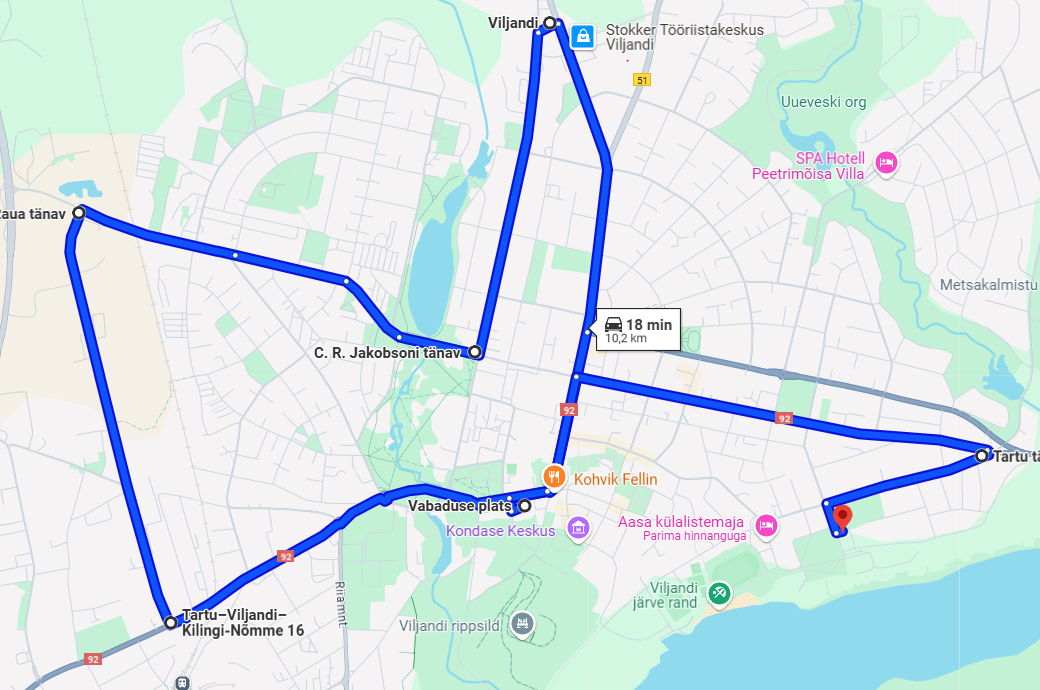 Viljandi
Stokker Tööriistakeskus
Viljandi
51
Uueveski org
SPA Hotell
Peetrimõisa Villa
Raua tänav
Metsakalmistu
18 min
10,2 km
C. R. Jakobsoni tänav
92
92
Tartu tä
Kohvik Fellin
Vabaduse plats
Kondase Keskus
Aasa külalistemaja
Parima hinnanguga
92
Riia mnt
Viljandi
järve rand
Tartu–Viljandi–
Kilingi-Nõmme 16
Viljandi rippsild
92